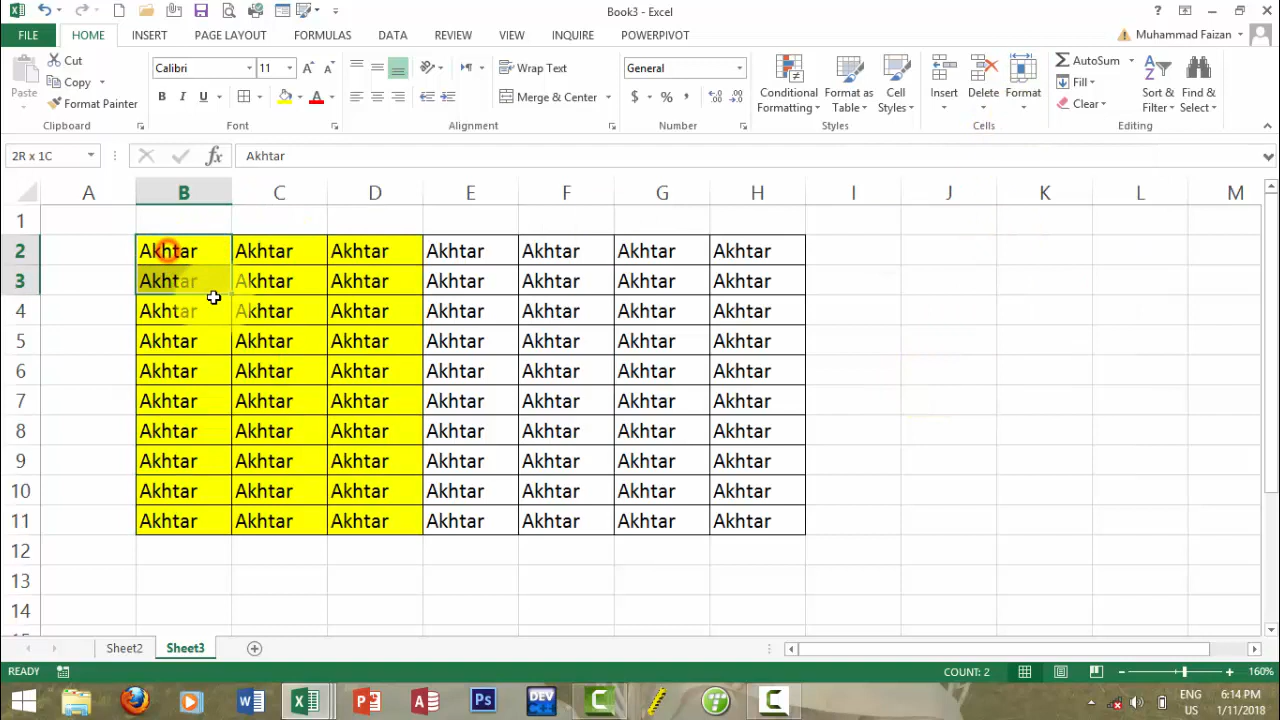 Book3 - Excel
?
FILE HOME INSERT PAGE LAYOUT FORMULAS DATA REVIEW VIEW INQUIRE POWERPIVOT Muhammad Faizan
Paste
Cut
Copy
Format Painter
Clipboard
Calibri 11
B I U
Font
Wrap Text
Merge & Center
Alignment
General
$ % ,
Number
Conditional Formatting
Format as Table
Cell Styles
Styles
Insert Delete Format
Cells
AutoSum
Fill
Clear
Sort & Filter
Find & Select
Editing
2R x 1C fx Akhtar
A B C D E F G H I J K L M
1
2 Akhtar Akhtar Akhtar Akhtar Akhtar Akhtar Akhtar
3 Akhtar Akhtar Akhtar Akhtar Akhtar Akhtar Akhtar
4 Akhtar Akhtar Akhtar Akhtar Akhtar Akhtar Akhtar
5 Akhtar Akhtar Akhtar Akhtar Akhtar Akhtar Akhtar
6 Akhtar Akhtar Akhtar Akhtar Akhtar Akhtar Akhtar
7 Akhtar Akhtar Akhtar Akhtar Akhtar Akhtar Akhtar
8 Akhtar Akhtar Akhtar Akhtar Akhtar Akhtar Akhtar
9 Akhtar Akhtar Akhtar Akhtar Akhtar Akhtar Akhtar
10 Akhtar Akhtar Akhtar Akhtar Akhtar Akhtar Akhtar
11 Akhtar Akhtar Akhtar Akhtar Akhtar Akhtar Akhtar
12
13
14
Sheet2 Sheet3
READY COUNT: 2 160%
Ps DEV
ENG 6:14 PM
US 1/11/2018